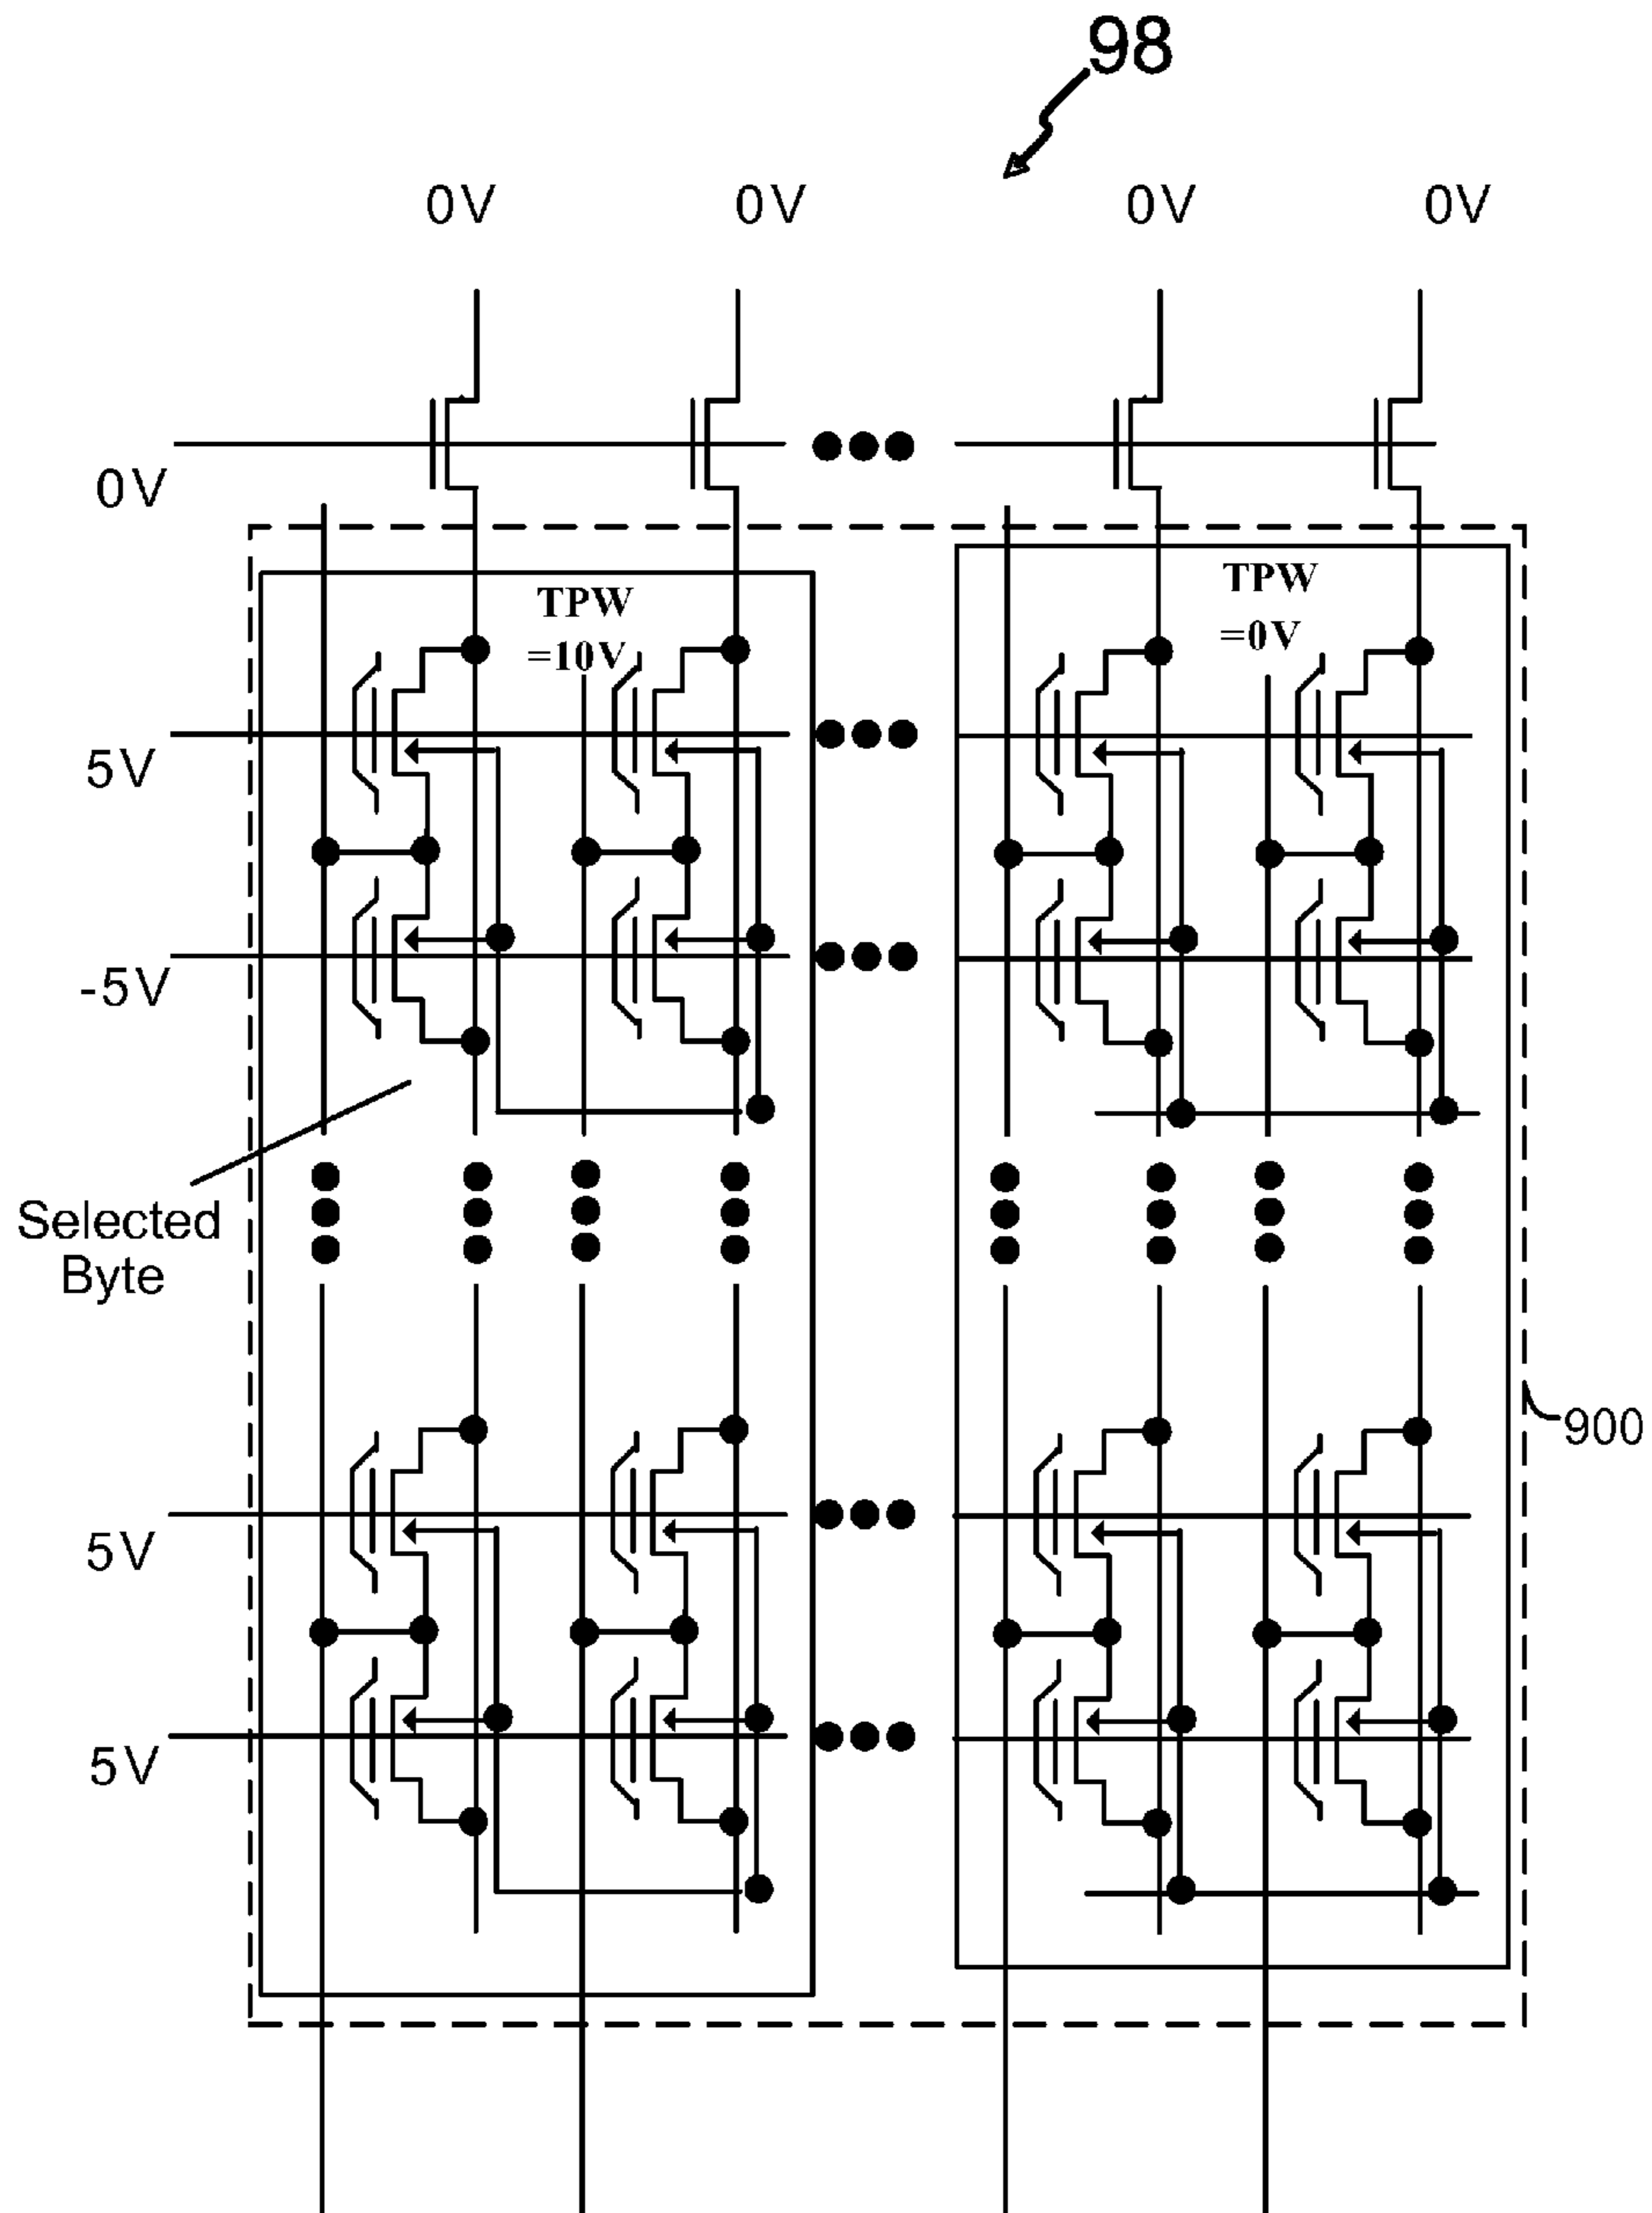 98
0V 0V 0V 0V
0V
TPW
=10V
TPW
=0V
5V
-5V
Selected
Byte
900
5V
5V